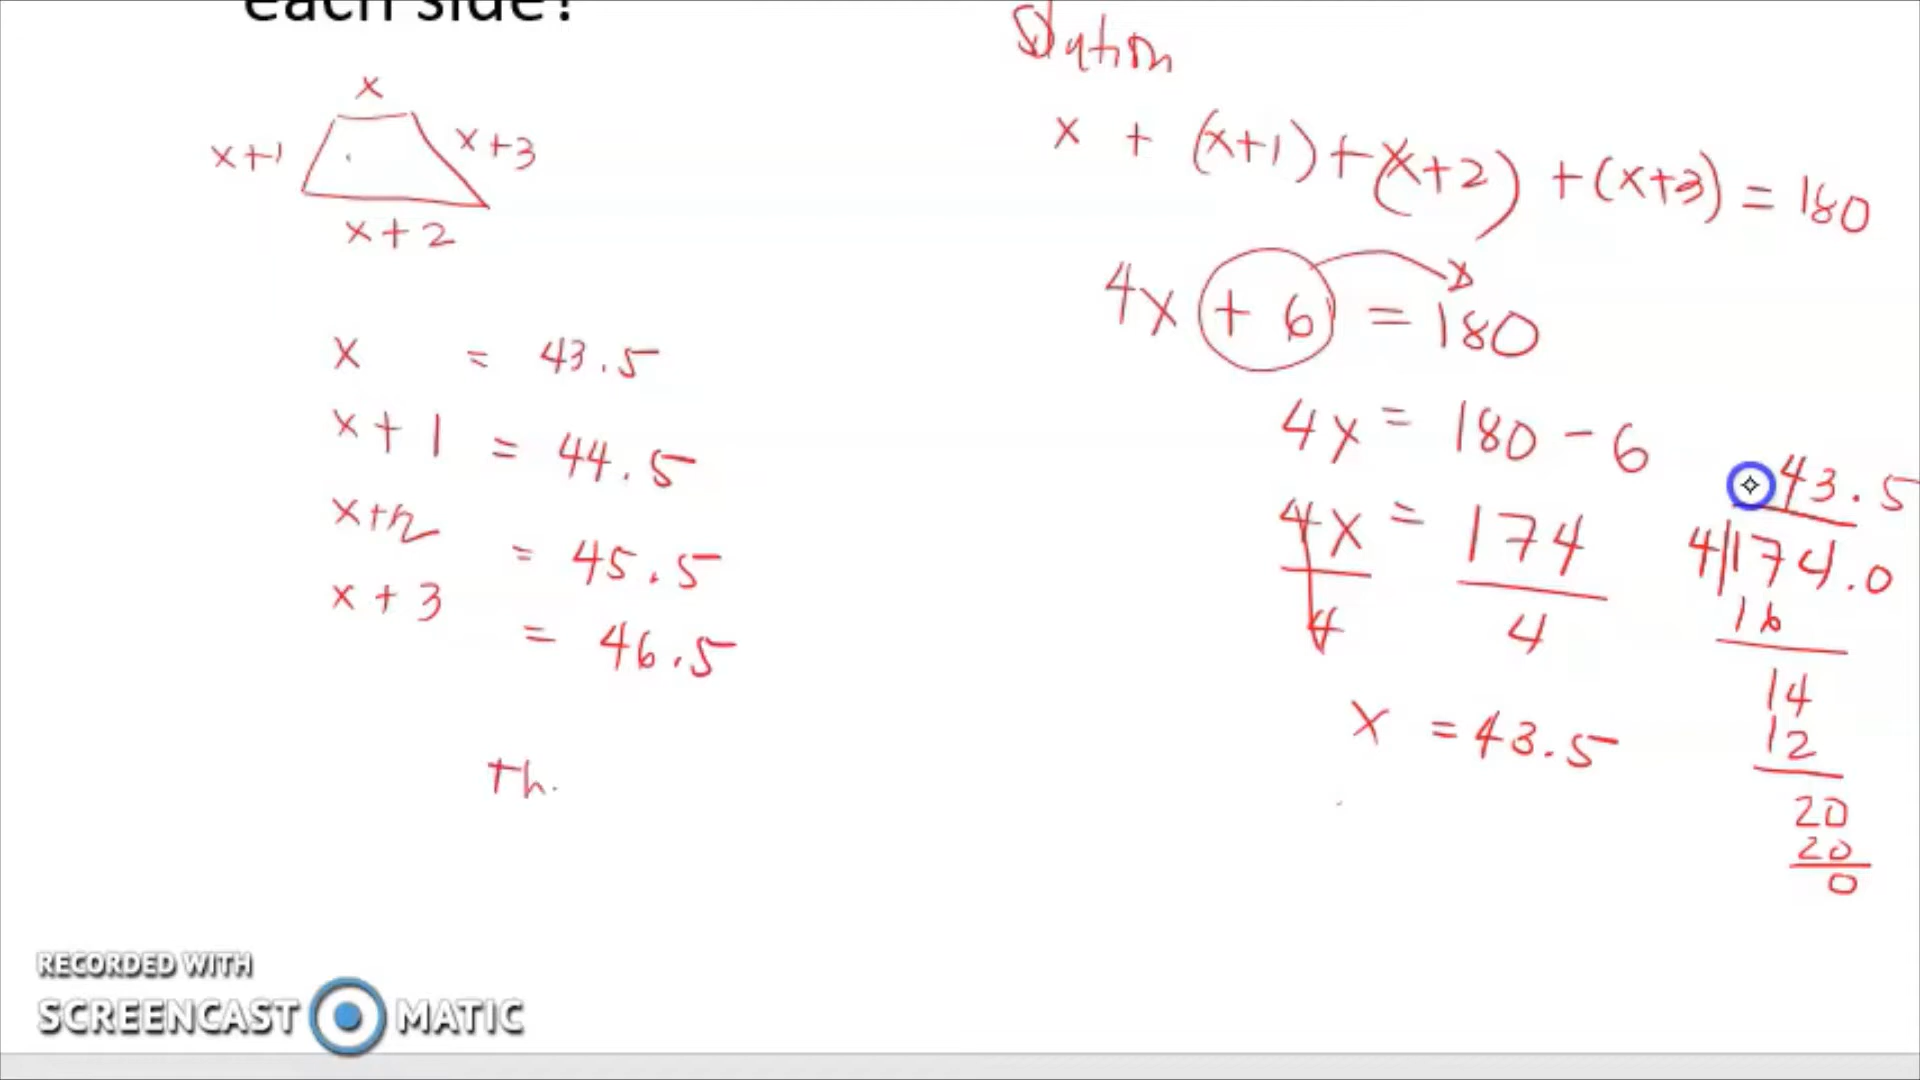 each side?
x
x+1
x+3
x+2
x = 43.5
x+1 = 44.5
x+2 = 45.5
x+3 = 46.5
Th.
Solution
x + (x+1)+(x+2)+(x+3)=180
4x + 6 = 180
4x = 180 - 6
4x = 174
4 4
x = 43.5
43.5
4 174.0
16
14
12
20
20
0
RECORDED WITH
SCREENCAST MATIC